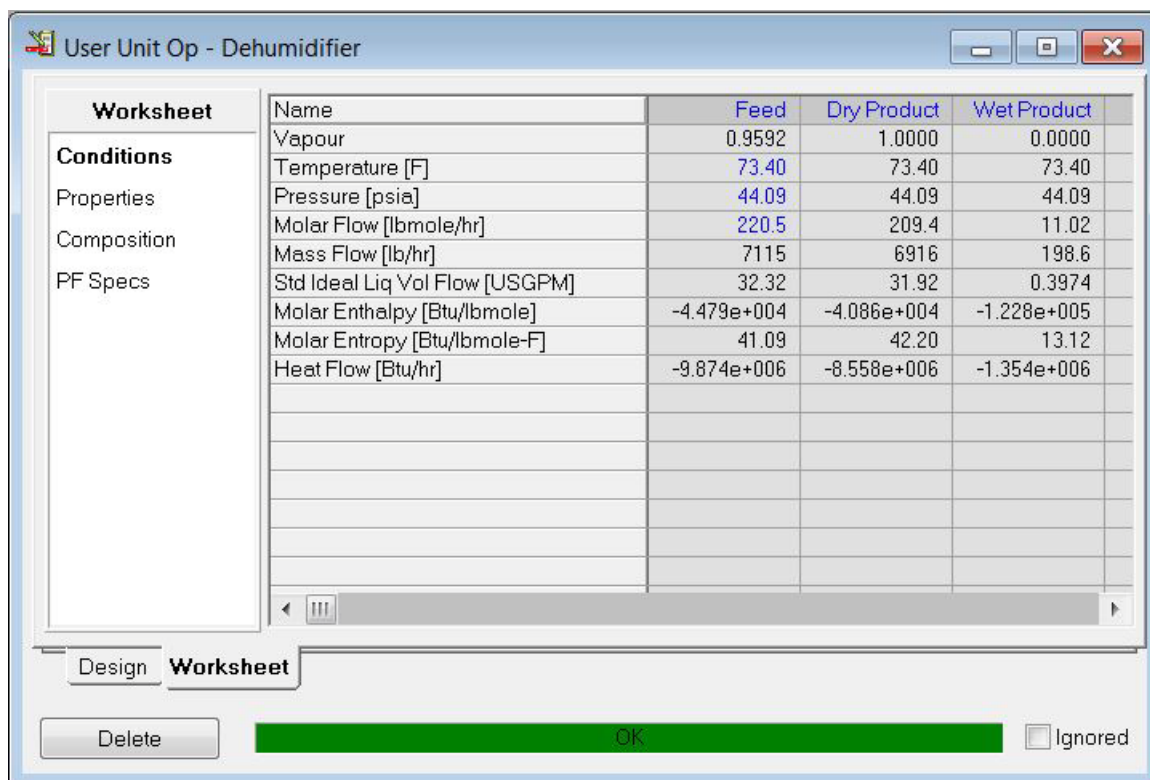 User Unit Op - Dehumidifier
Worksheet
Conditions
Properties
Composition
PF Specs
Name Feed Dry Product Wet Product
Vapour 0.9592 1.0000 0.0000
Temperature [F] 73.40 73.40 73.40
Pressure [psia] 44.09 44.09 44.09
Molar Flow [lbmole/hr] 220.5 209.4 11.02
Mass Flow [lb/hr] 7115 6916 198.6
Std Ideal Liq Vol Flow [USGPM] 32.32 31.92 0.3974
Molar Enthalpy [Btu/lbmole] -4.479e+004 -4.086e+004 -1.228e+005
Molar Entropy [Btu/lbmole-F] 41.09 42.20 13.12
Heat Flow [Btu/hr] -9.874e+006 -8.558e+006 -1.354e+006
Design Worksheet
Delete OK Ignored